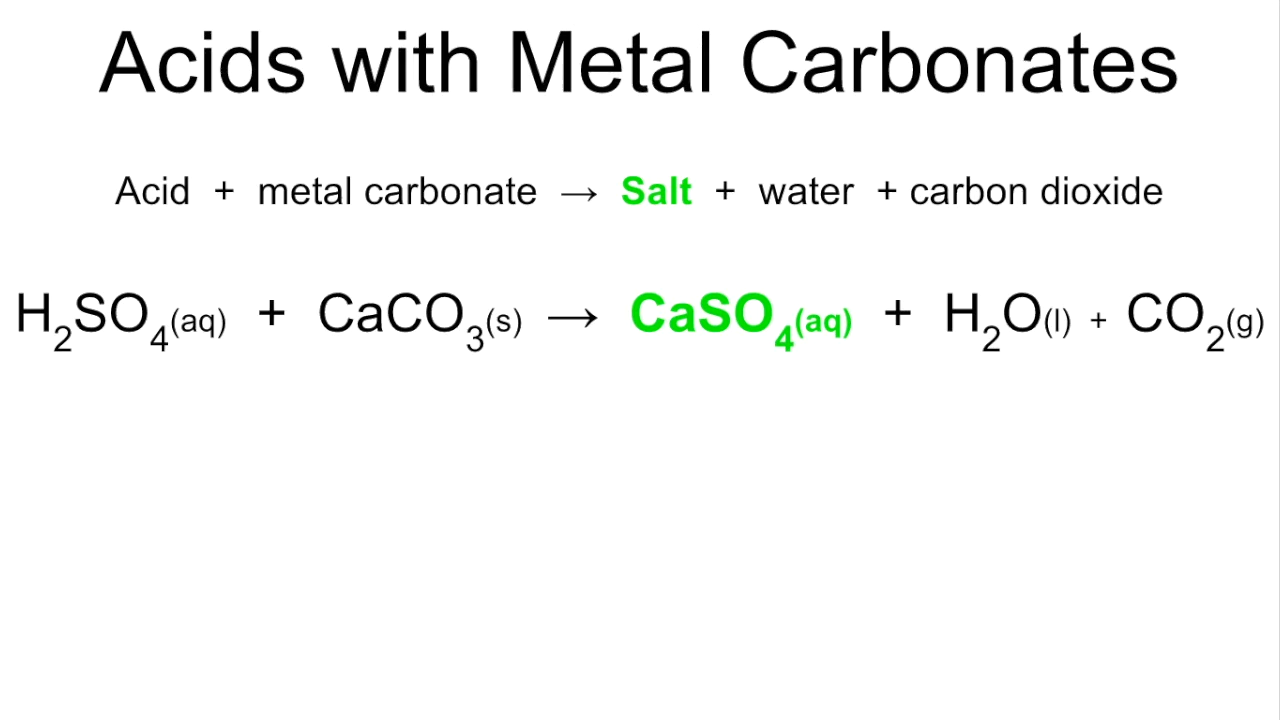 Acids with Metal Carbonates
Acid + metal carbonate → Salt + water + carbon dioxide
H₂SO₄(aq) + CaCO₃(s) → CaSO₄(aq) + H₂O(l) + CO₂(g)